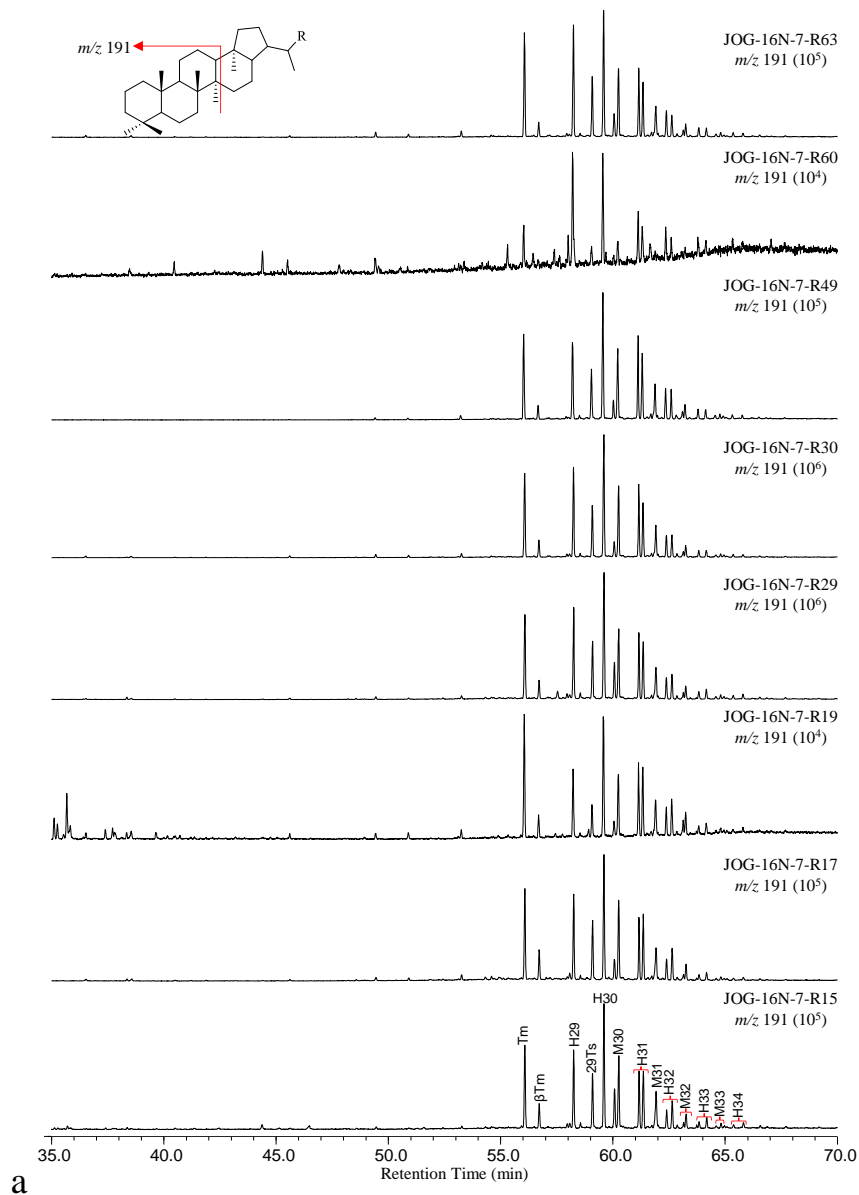 R
m/z 191
JOG-16N-7-R63
m/z 191 (10⁵)
JOG-16N-7-R60
m/z 191 (10⁴)
JOG-16N-7-R49
m/z 191 (10⁵)
JOG-16N-7-R30
m/z 191 (10⁶)
JOG-16N-7-R29
m/z 191 (10⁶)
JOG-16N-7-R19
m/z 191 (10⁴)
JOG-16N-7-R17
m/z 191 (10⁵)
JOG-16N-7-R15
m/z 191 (10⁵)
Tm
βTm
H29
29Ts
H30
M30
H31
M31
H32
M32
H33
M33
H34
35.0 40.0 45.0 50.0 55.0 60.0 65.0 70.0
Retention Time (min)
a